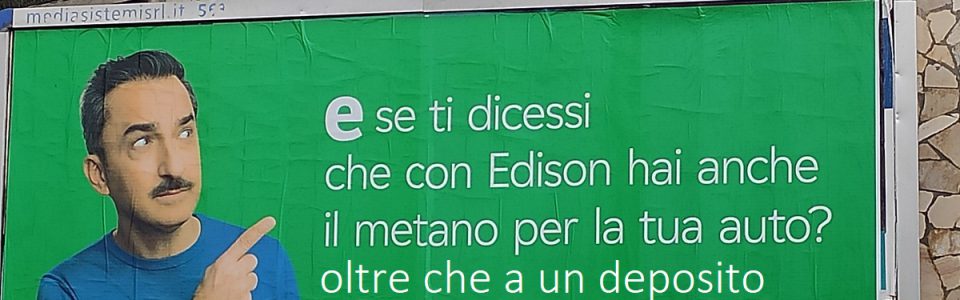 mediasistemisrl.it
e se ti dicessi
che con Edison hai anche
il metano per la tua auto?
oltre che a un deposito